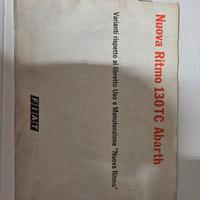 Nuova Ritmo 130TC Abarth
Varianti rispetto al libretto Uso e Manutenzione "Nuova Ritmo"
FIAT